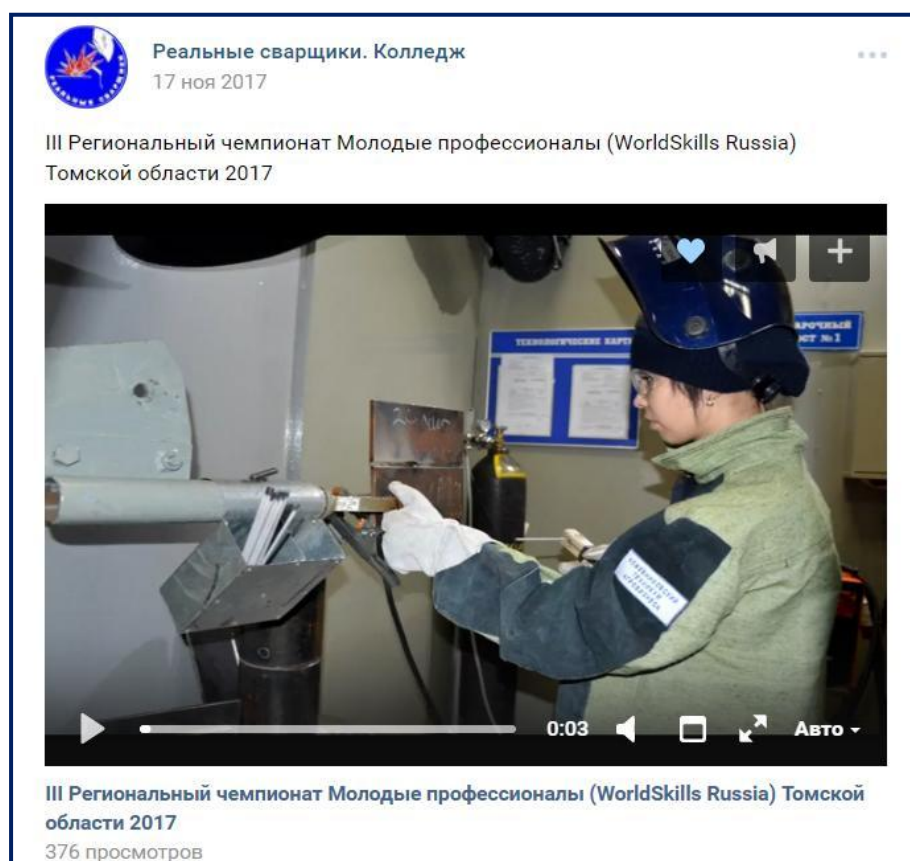 Реальные сварщики. Колледж
17 ноя 2017
III Региональный чемпионат Молодые профессионалы (WorldSkills Russia)
Томской области 2017
ТЕХНОЛОГИЧЕСКИЕ
0:03
Авто
III Региональный чемпионат Молодые профессионалы (WorldSkills Russia) Томской
области 2017
376 просмотров